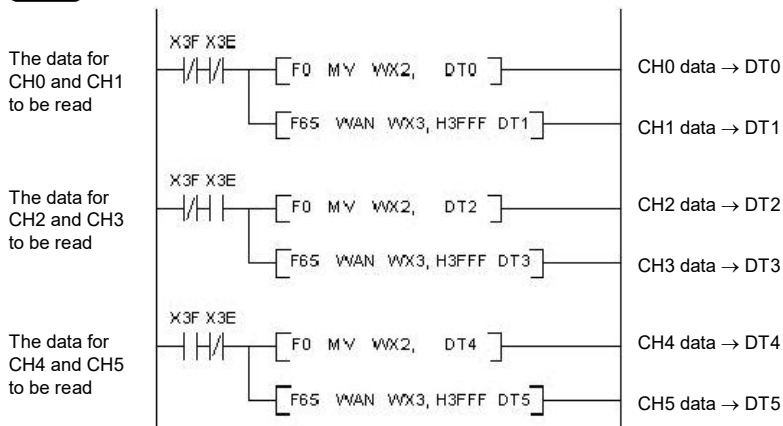 X3F X3E
The data for
CH0 and CH1
to be read
F0 MV WX2, DT0
CH0 data → DT0
F65 WAN WX3, H3FFF DT1
CH1 data → DT1
X3F X3E
The data for
CH2 and CH3
to be read
F0 MV WX2, DT2
CH2 data → DT2
F65 WAN WX3, H3FFF DT3
CH3 data → DT3
X3F X3E
The data for
CH4 and CH5
to be read
F0 MV WX2, DT4
CH4 data → DT4
F65 WAN WX3, H3FFF DT5
CH5 data → DT5